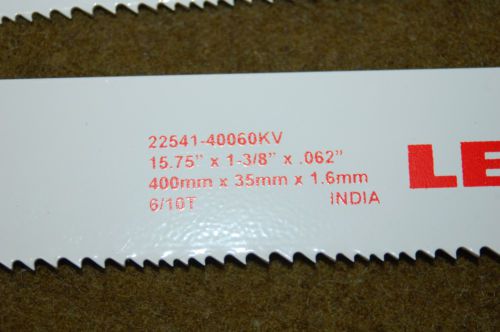 22541-40060KV
15.75" x 1-3/8" x .062"
400mm x 35mm x 1.6mm
6/10T INDIA
LE